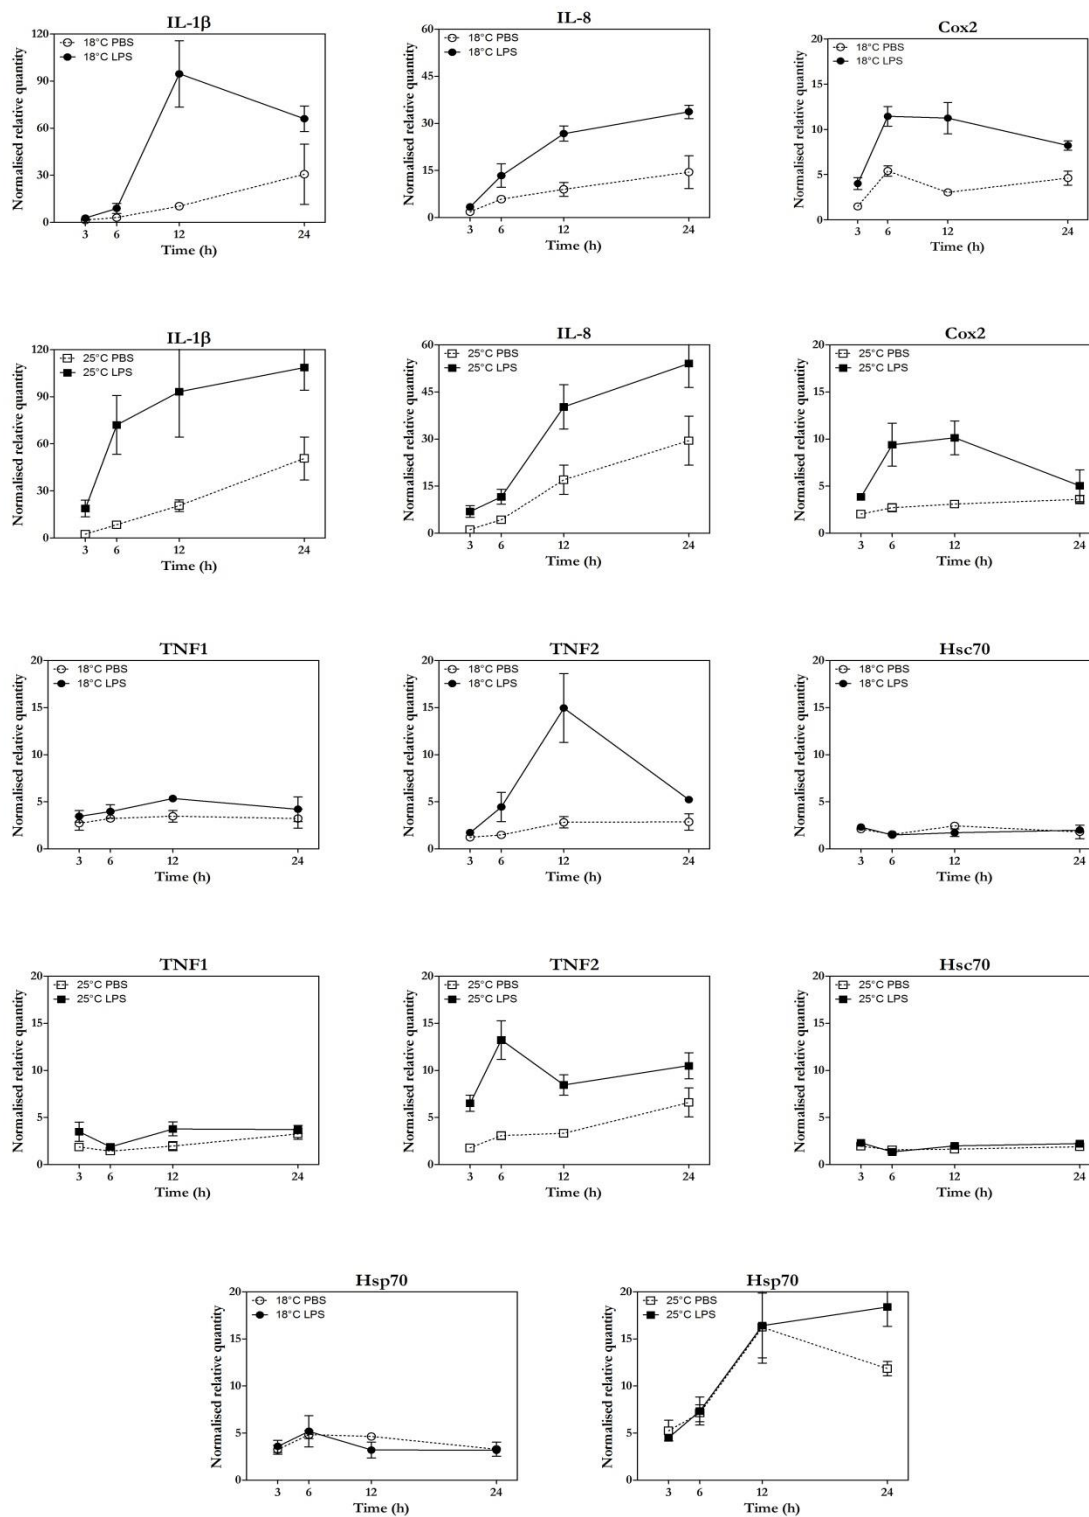 IL-1β
Normalised relative quantity
120
90
60
30
0
18°C PBS
18°C LPS
3 6 12 24
Time (h)
IL-8
Normalised relative quantity
60
45
30
15
0
18°C PBS
18°C LPS
3 6 12 24
Time (h)
Cox2
Normalised relative quantity
20
15
10
5
0
18°C PBS
18°C LPS
3 6 12 24
Time (h)
IL-1β
Normalised relative quantity
120
90
60
30
0
25°C PBS
25°C LPS
3 6 12 24
Time (h)
IL-8
Normalised relative quantity
60
45
30
15
0
25°C PBS
25°C LPS
3 6 12 24
Time (h)
Cox2
Normalised relative quantity
20
15
10
5
0
25°C PBS
25°C LPS
3 6 12 24
Time (h)
TNF1
Normalised relative quantity
20
15
10
5
0
18°C PBS
18°C LPS
3 6 12 24
Time (h)
TNF2
Normalised relative quantity
20
15
10
5
0
18°C PBS
18°C LPS
3 6 12 24
Time (h)
Hsc70
Normalised relative quantity
20
15
10
5
0
18°C PBS
18°C LPS
3 6 12 24
Time (h)
TNF1
Normalised relative quantity
20
15
10
5
0
25°C PBS
25°C LPS
3 6 12 24
Time (h)
TNF2
Normalised relative quantity
20
15
10
5
0
25°C PBS
25°C LPS
3 6 12 24
Time (h)
Hsc70
Normalised relative quantity
20
15
10
5
0
25°C PBS
25°C LPS
3 6 12 24
Time (h)
Hsp70
Normalised relative quantity
20
15
10
5
0
18°C PBS
18°C LPS
3 6 12 24
Time (h)
Hsp70
Normalised relative quantity
20
15
10
5
0
25°C PBS
25°C LPS
3 6 12 24
Time (h)